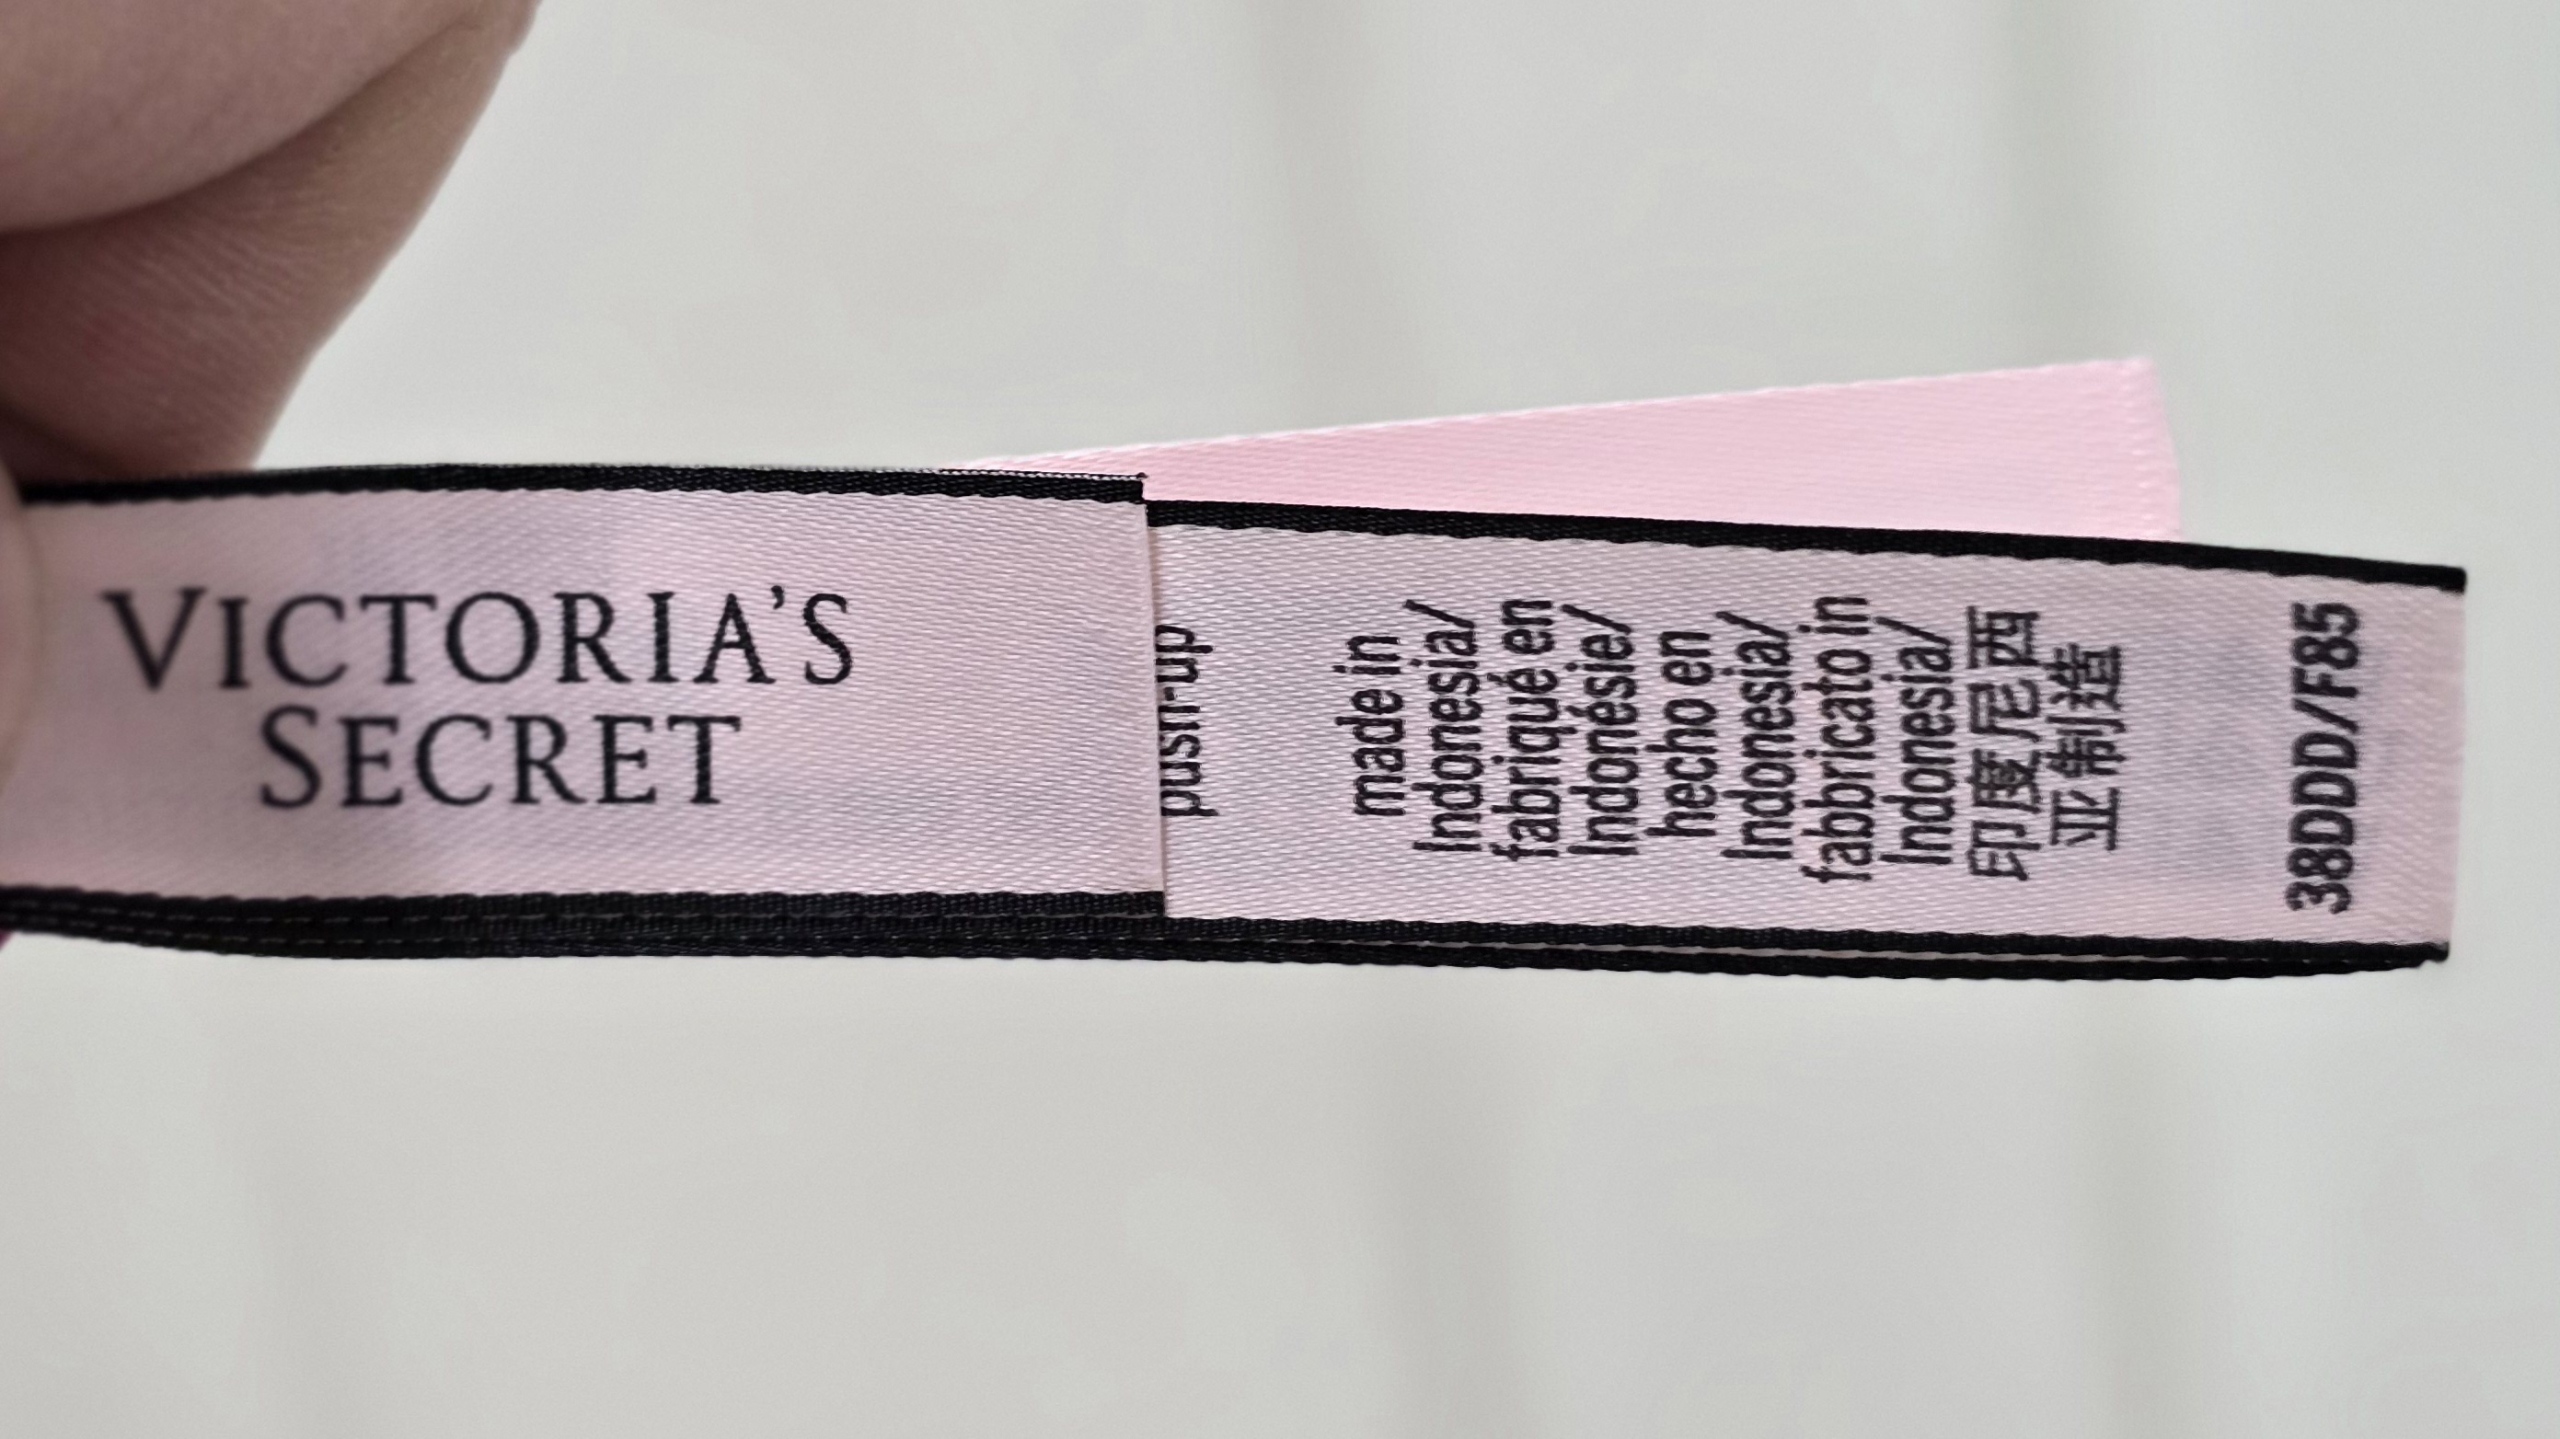 VICTORIA'S
SECRET
push-up
made in
Indonesia/
fabriqué en
Indonésie/
hecho en
Indonesia/
fabbricato in
Indonesia/
印度尼西
亚制造
38DDD/F85